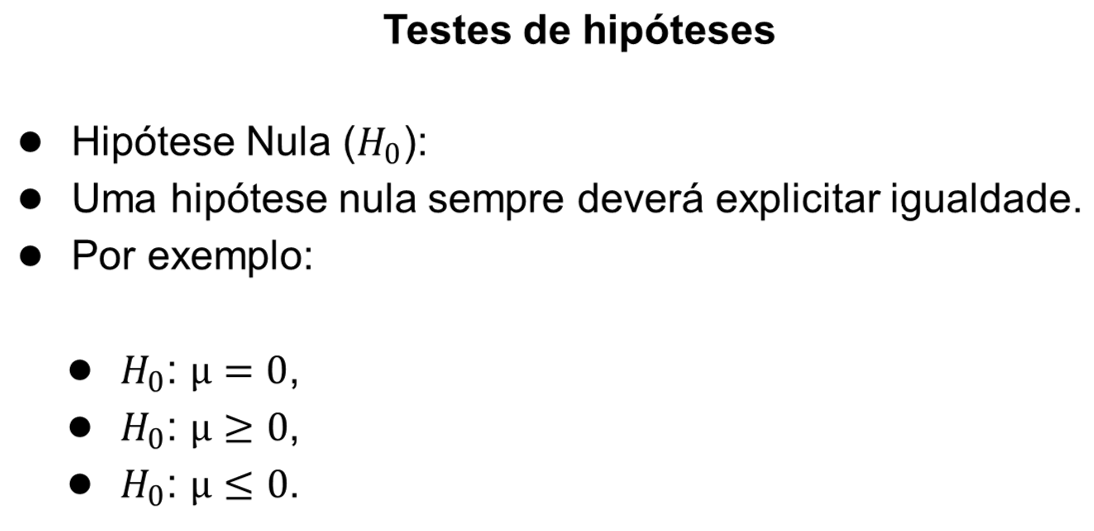 Testes de hipóteses
● Hipótese Nula (H₀):
● Uma hipótese nula sempre deverá explicitar igualdade.
● Por exemplo:
● H₀: μ = 0,
● H₀: μ ≥ 0,
● H₀: μ ≤ 0.